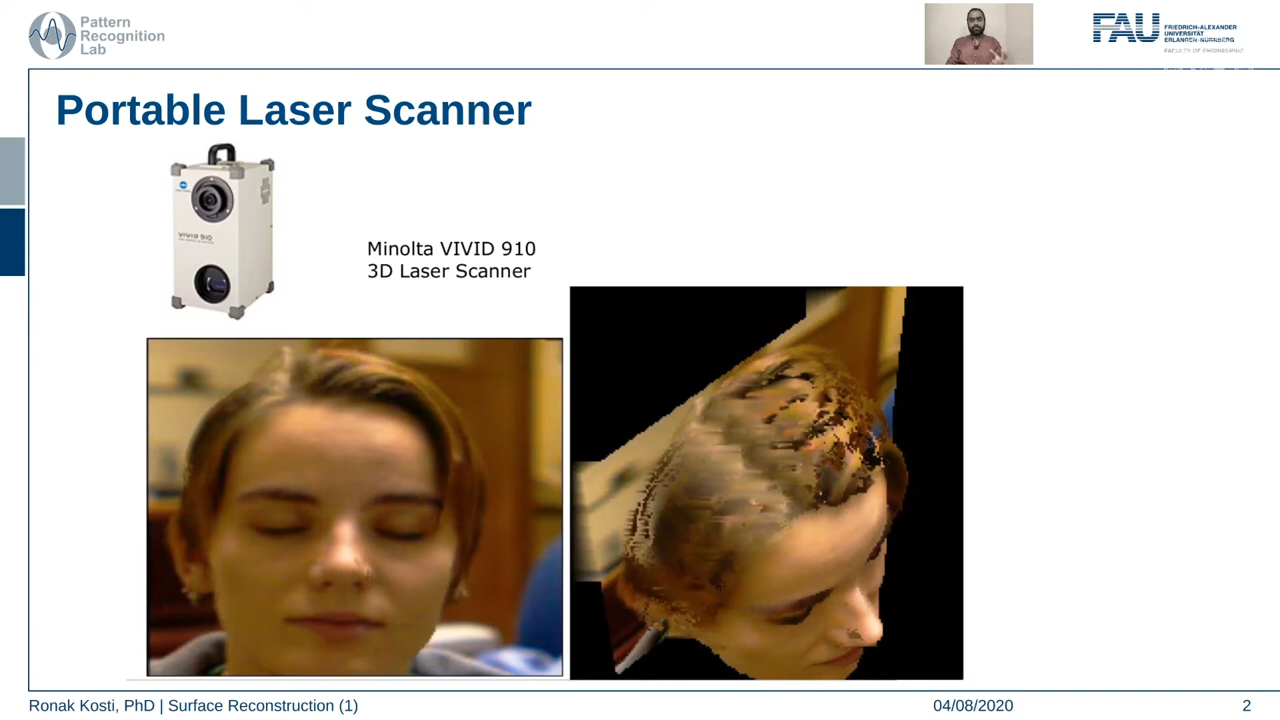 Pattern
Recognition
Lab
FAU
FRIEDRICH-ALEXANDER
UNIVERSITÄT
ERLANGEN-NÜRNBERG
FACULTY OF ENGINEERING
Portable Laser Scanner
VIVID 910
Minolta VIVID 910
3D Laser Scanner
Ronak Kosti, PhD | Surface Reconstruction (1)
04/08/2020
2